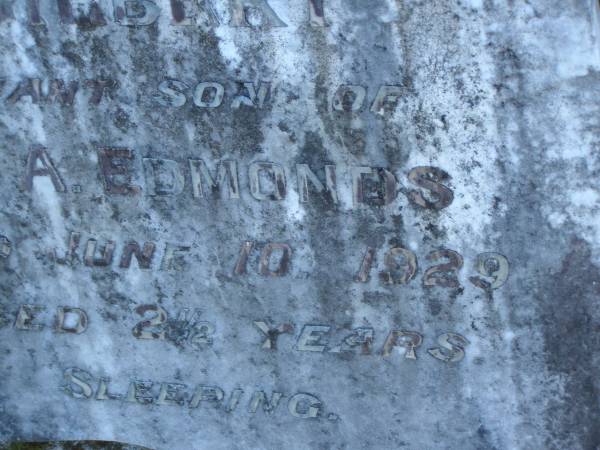 SON OF
A. EDMONDS
JUNE 10. 1929
2½ YEARS
SLEEPING.